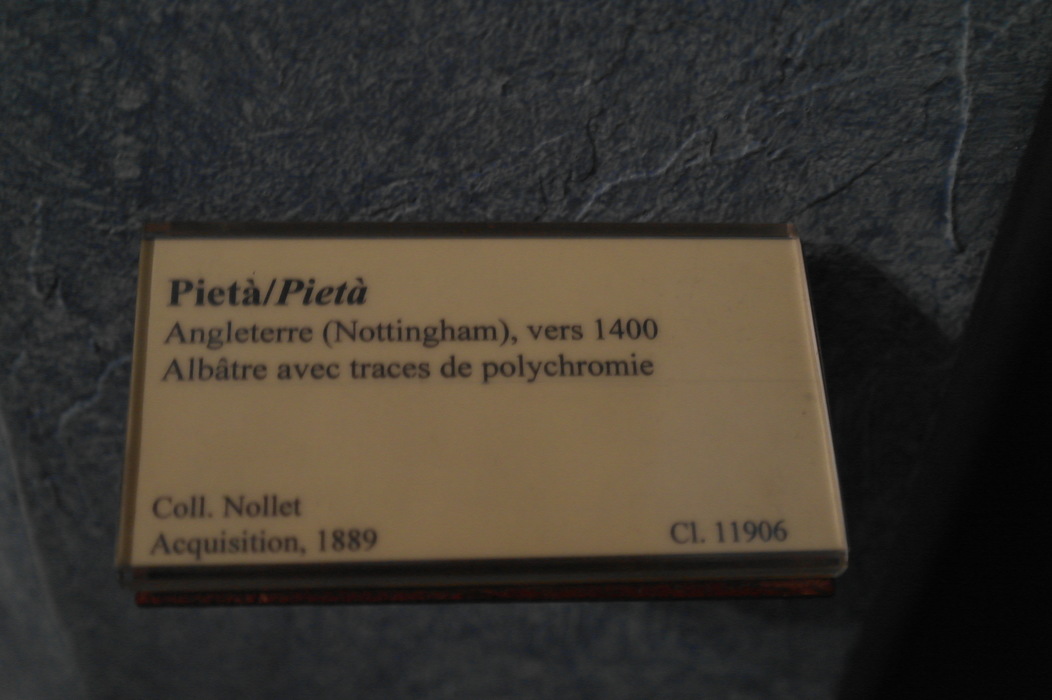 Pietà/Pietà
Angleterre (Nottingham), vers 1400
Albâtre avec traces de polychromie
Coll. Nollet
Acquisition, 1889
Cl. 11906